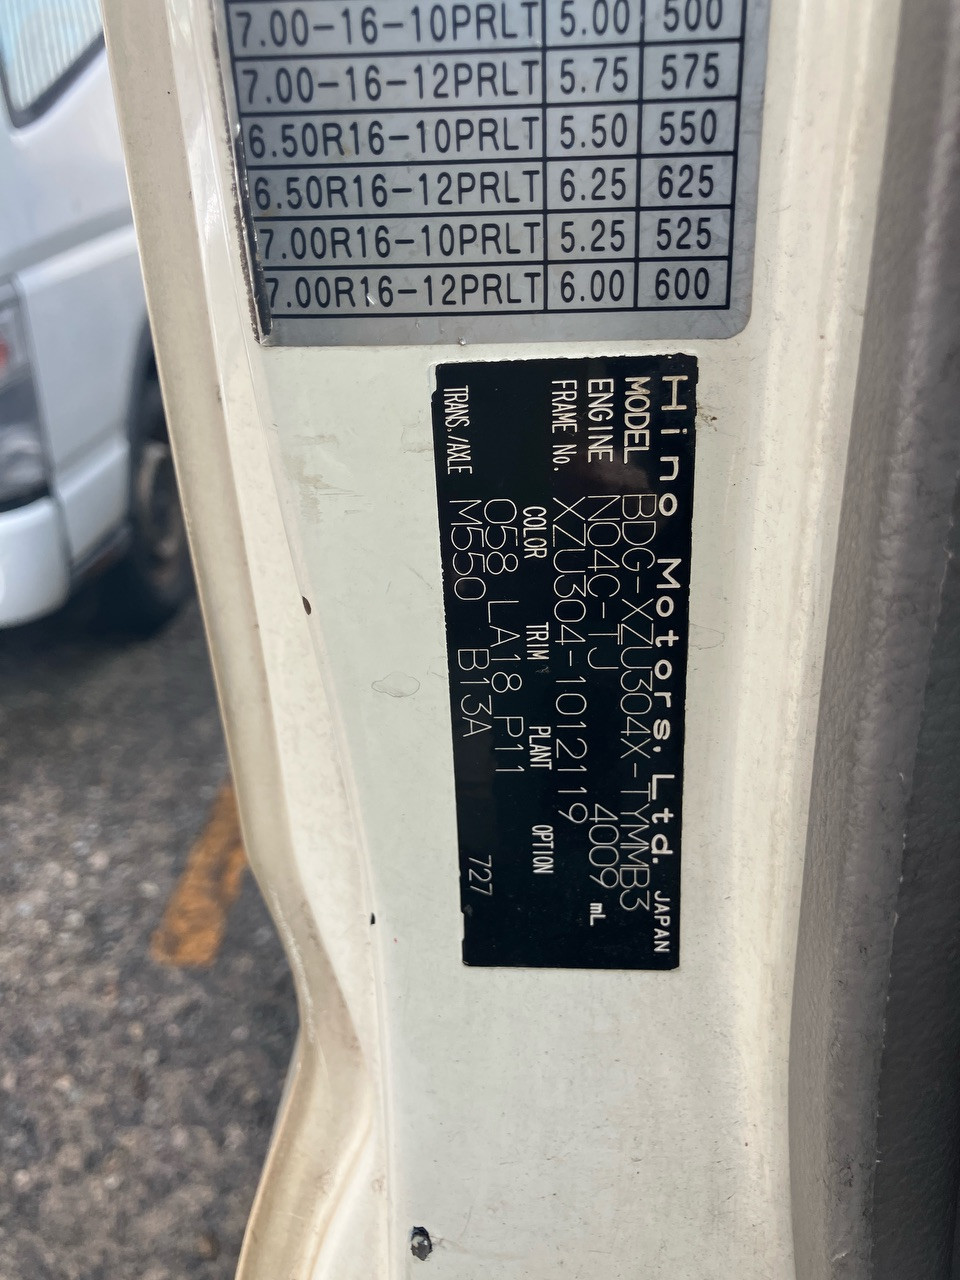 7.00-16-10PRLT 5.00 500
7.00-16-12PRLT 5.75 575
6.50R16-10PRLT 5.50 550
6.50R16-12PRLT 6.25 625
7.00R16-10PRLT 5.25 525
7.00R16-12PRLT 6.00 600
Hino Motors, Ltd. JAPAN
MODEL BDG-XZU304X-TYMMB3
ENGINE N04C-TJ 4009 mL
FRAME No. XZU304-1012119
COLOR TRIM PLANT OPTION
058 LA18 P11
TRANS./AXLE M550 B13A 727